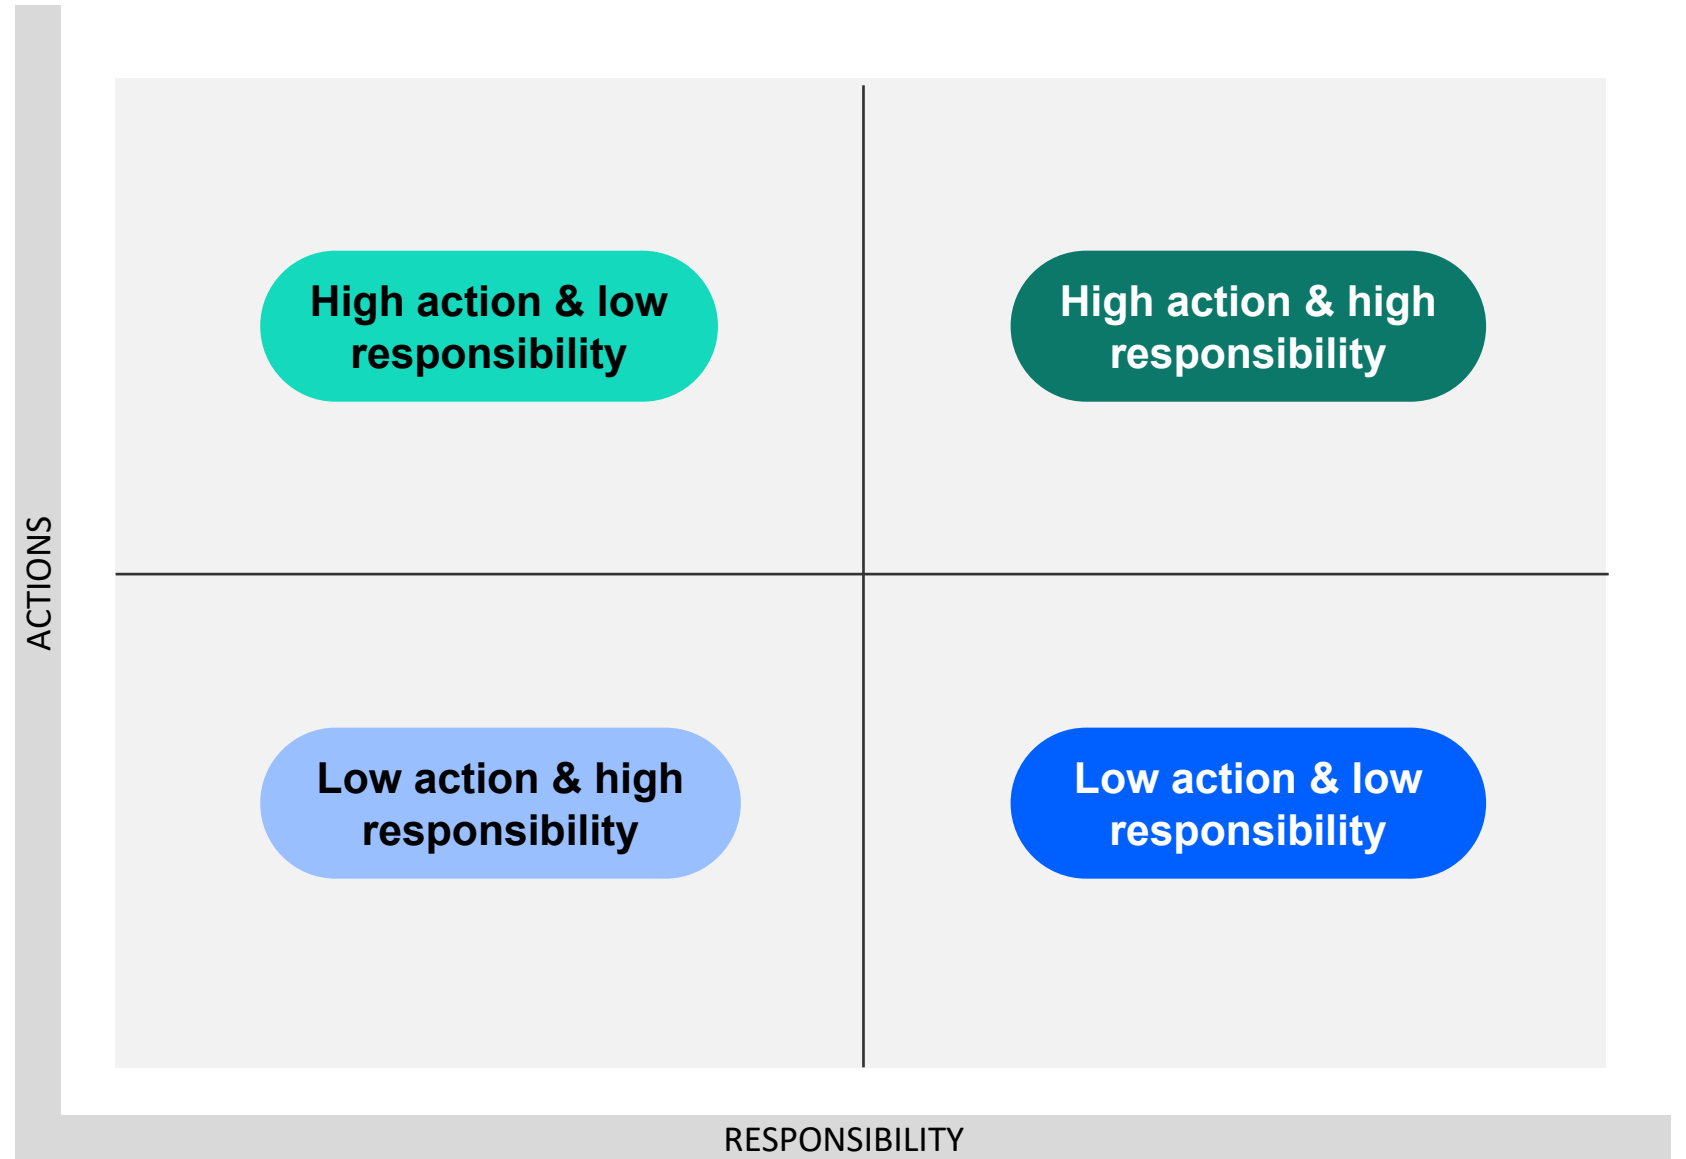 High action & low
responsibility
High action & high
responsibility
ACTIONS
Low action & high
responsibility
Low action & low
responsibility
RESPONSIBILITY